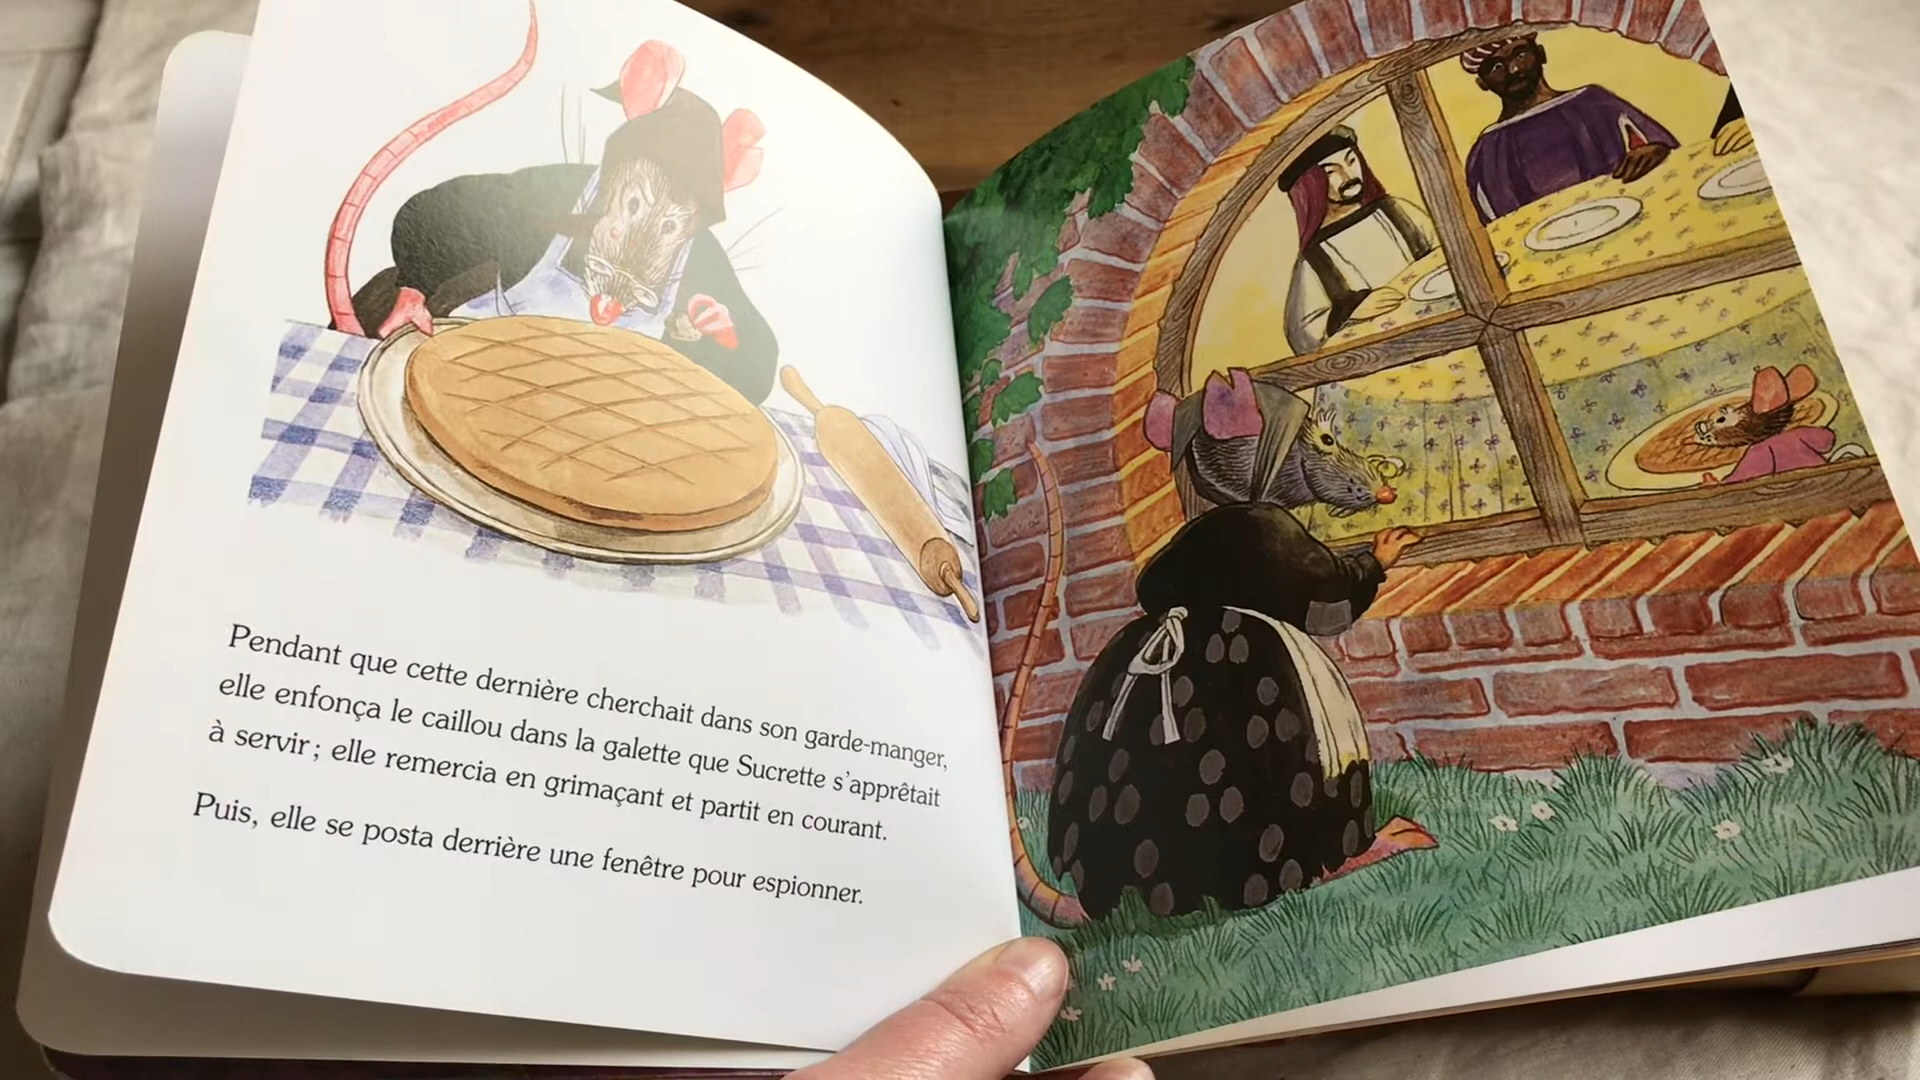 Pendant que cette dernière cherchait dans son garde-manger,
elle enfonça le caillou dans la galette que Sucrette s'apprêtait
à servir ; elle remercia en grimaçant et partit en courant.
Puis, elle se posta derrière une fenêtre pour espionner.